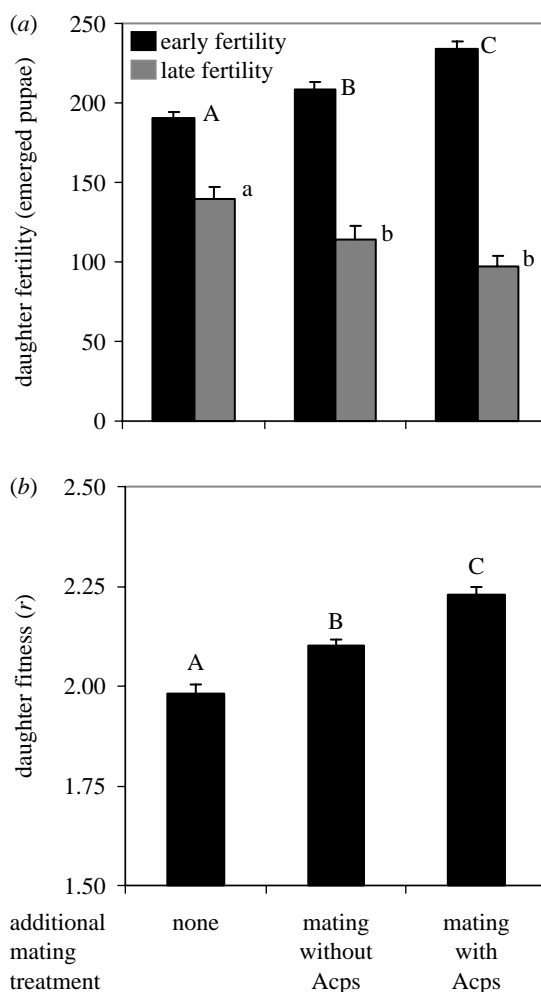 (a)
250
200
150
100
50
0
daughter fertility (emerged pupae)
early fertility
late fertility
A
a
B
b
C
b
(b)
2.50
2.25
2.00
1.75
1.50
daughter fitness (r)
A
B
C
additional
mating
treatment
none
mating
without
Acps
mating
with
Acps